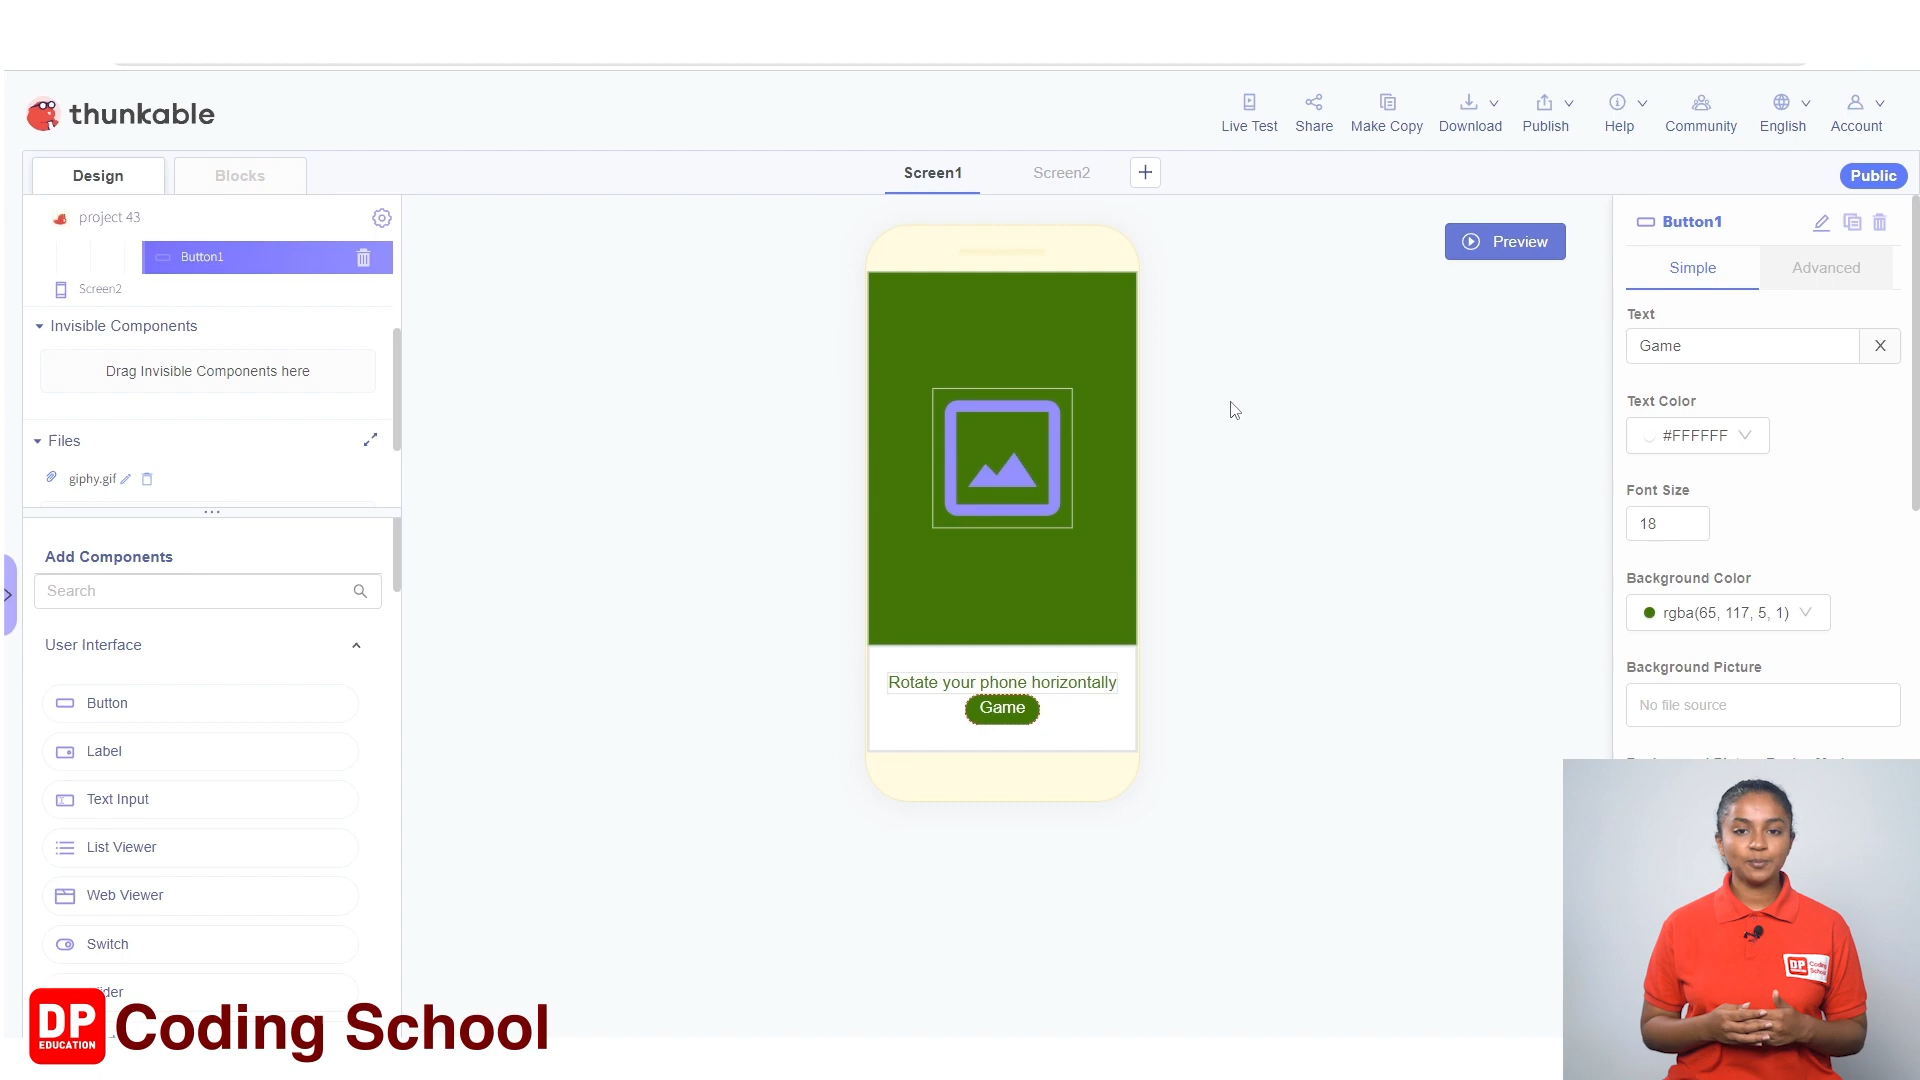 thunkable
Live Test
Share
Make Copy
Download
Publish
Help
Community
English
Account
Design
Blocks
Screen1
Screen2
Public
project 43
Button1
Screen2
Invisible Components
Drag Invisible Components here
Files
giphy.gif
Add Components
Search
User Interface
Button
Label
Text Input
List Viewer
Web Viewer
Switch
Preview
Rotate your phone horizontally
Game
Button1
Simple
Advanced
Text
Game
X
Text Color
#FFFFFF
Font Size
18
Background Color
rgba(65, 117, 5, 1)
Background Picture
No file source
DP
EDUCATION
Coding School
DP Coding School